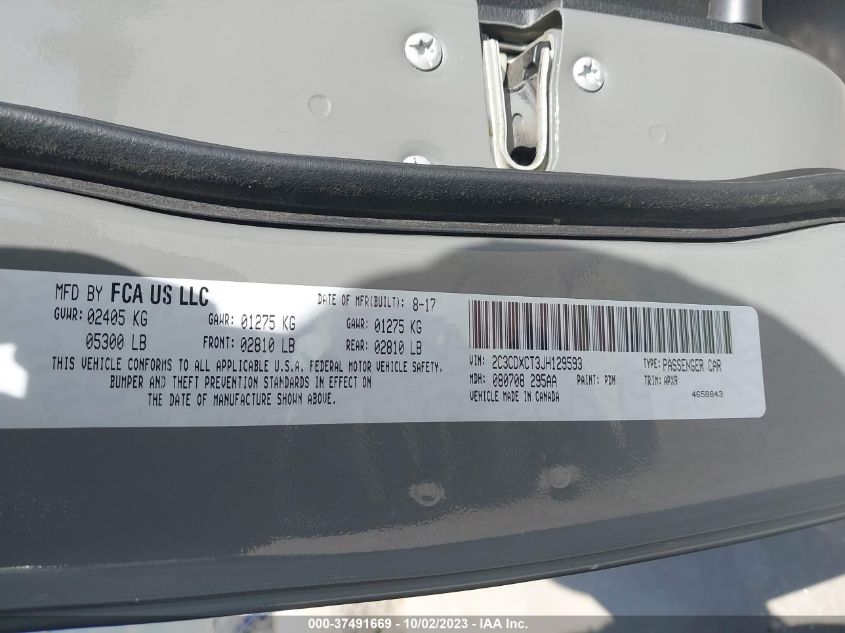 MFD BY FCA US LLC
DATE OF MFR(BUILT): 8-17
GVWR: 02405 KG GAWR: 01275 KG GAWR: 01275 KG
05300 LB FRONT: 02810 LB REAR: 02810 LB
THIS VEHICLE CONFORMS TO ALL APPLICABLE U.S.A. FEDERAL MOTOR VEHICLE SAFETY,
BUMPER AND THEFT PREVENTION STANDARDS IN EFFECT ON
THE DATE OF MANUFACTURE SHOWN ABOVE.
VIN: 2C3CDXCT3JH129593 TYPE: PASSENGER CAR
MDH: 080708 295AA PAINT: PDN TRIM: APX9
VEHICLE MADE IN CANADA 4658843
000-37491669 - 10/02/2023 - IAA Inc.